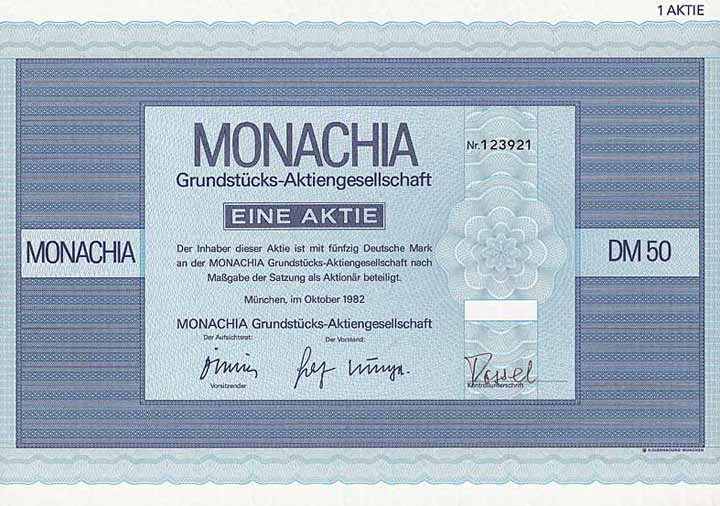 1 AKTIE
MONACHIA
Grundstücks-Aktiengesellschaft
Nr. 123921
EINE AKTIE
MONACHIA
DM 50
Der Inhaber dieser Aktie ist mit fünfzig Deutsche Mark
an der MONACHIA Grundstücks-Aktiengesellschaft nach
Maßgabe der Satzung als Aktionär beteiligt.
München, im Oktober 1982
MONACHIA Grundstücks-Aktiengesellschaft
Der Aufsichtsrat:
Der Vorstand:
Vorsitzender
Kontrollunterschrift
R. OLDENBOURG MÜNCHEN